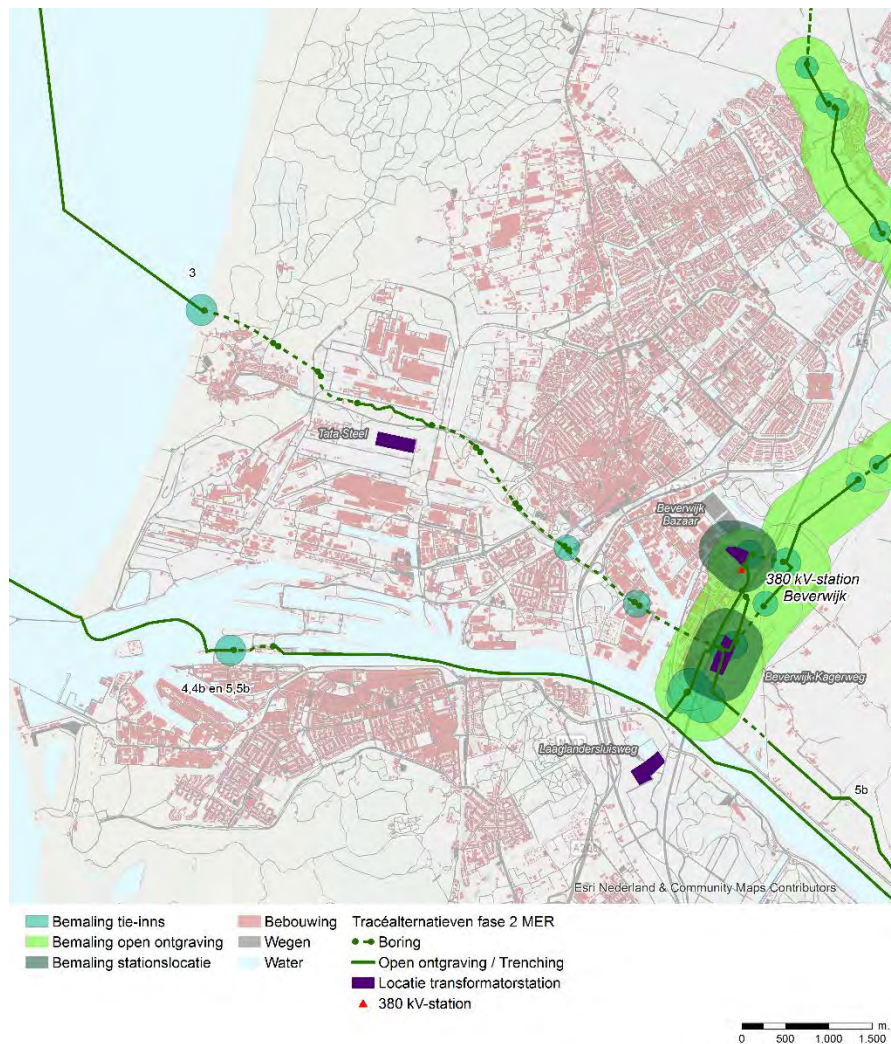 3
Tata Steel
Beverwijk
Bazaar
380 kV-station
Beverwijk
4,4b en 5,5b
Beverwijk Kagerweg
Laaglandersluisweg
5b
Esri Nederland & Community Maps Contributors
Bemaling tie-inns
Bemaling open ontgraving
Bemaling stationslocatie
Bebouwing
Wegen
Water
Tracéalternatieven fase 2 MER
Boring
Open ontgraving / Trenching
Locatie transformatorstation
380 kV-station
0 500 1.000 1.500 m.